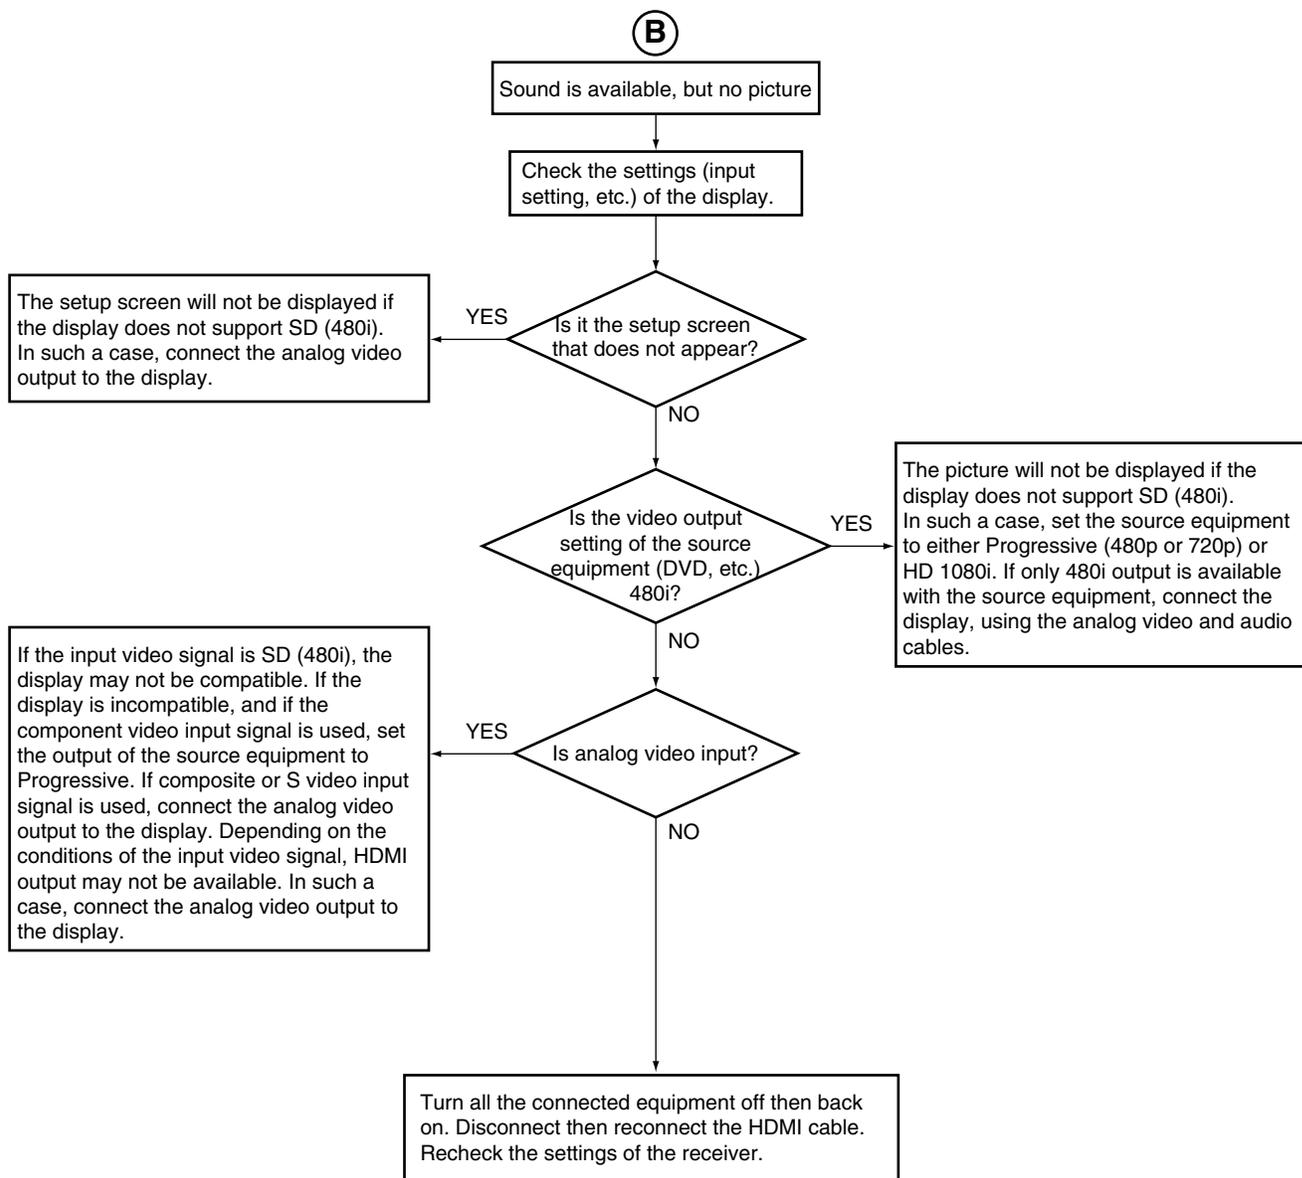 B
Sound is available, but no picture
Check the settings (input
setting, etc.) of the display.
Is it the setup screen
that does not appear?
YES
The setup screen will not be displayed if
the display does not support SD (480i).
In such a case, connect the analog video
output to the display.
NO
Is the video output
setting of the source
equipment (DVD, etc.)
480i?
YES
The picture will not be displayed if the
display does not support SD (480i).
In such a case, set the source equipment
to either Progressive (480p or 720p) or
HD 1080i. If only 480i output is available
with the source equipment, connect the
display, using the analog video and audio
cables.
NO
Is analog video input?
YES
If the input video signal is SD (480i), the
display may not be compatible. If the
display is incompatible, and if the
component video input signal is used, set
the output of the source equipment to
Progressive. If composite or S video input
signal is used, connect the analog video
output to the display. Depending on the
conditions of the input video signal, HDMI
output may not be available. In such a
case, connect the analog video output to
the display.
NO
Turn all the connected equipment off then back
on. Disconnect then reconnect the HDMI cable.
Recheck the settings of the receiver.